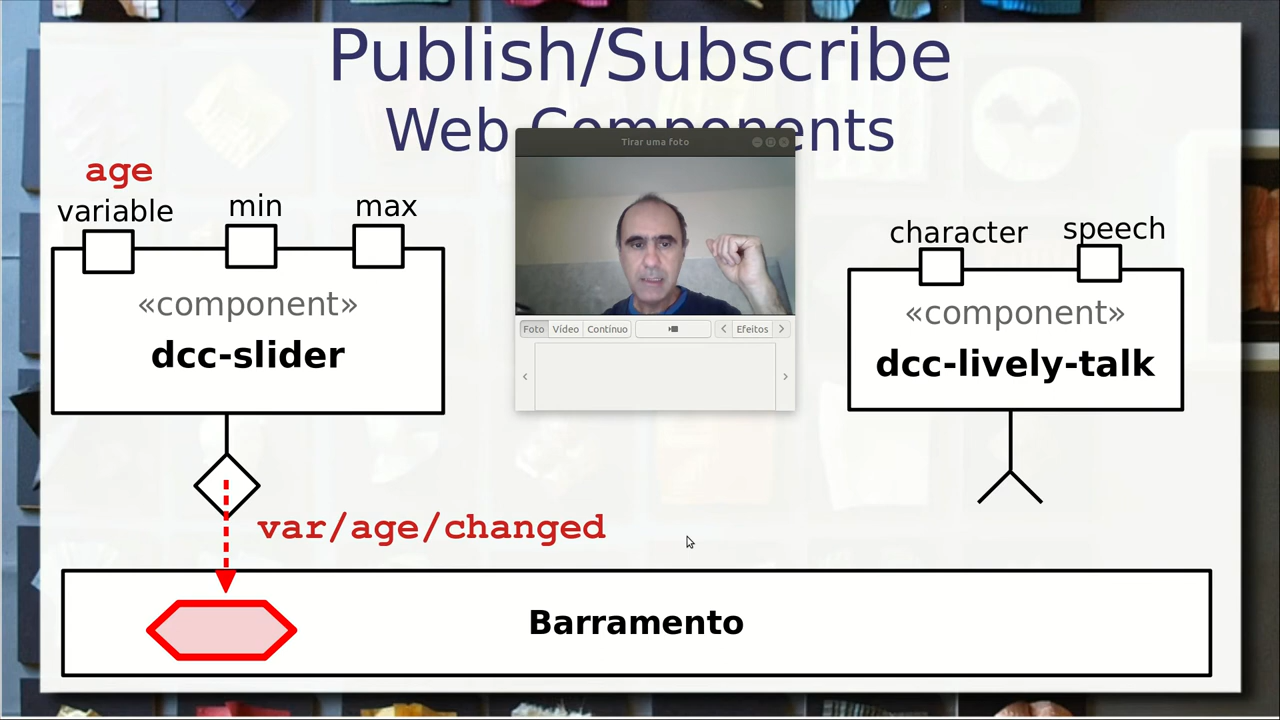 Publish/Subscribe
Web Components
Tirar uma foto
age
variable
min
max
character
speech
«component»
dcc-slider
«component»
dcc-lively-talk
Foto
Vídeo
Contínuo
Efeitos
var/age/changed
Barramento